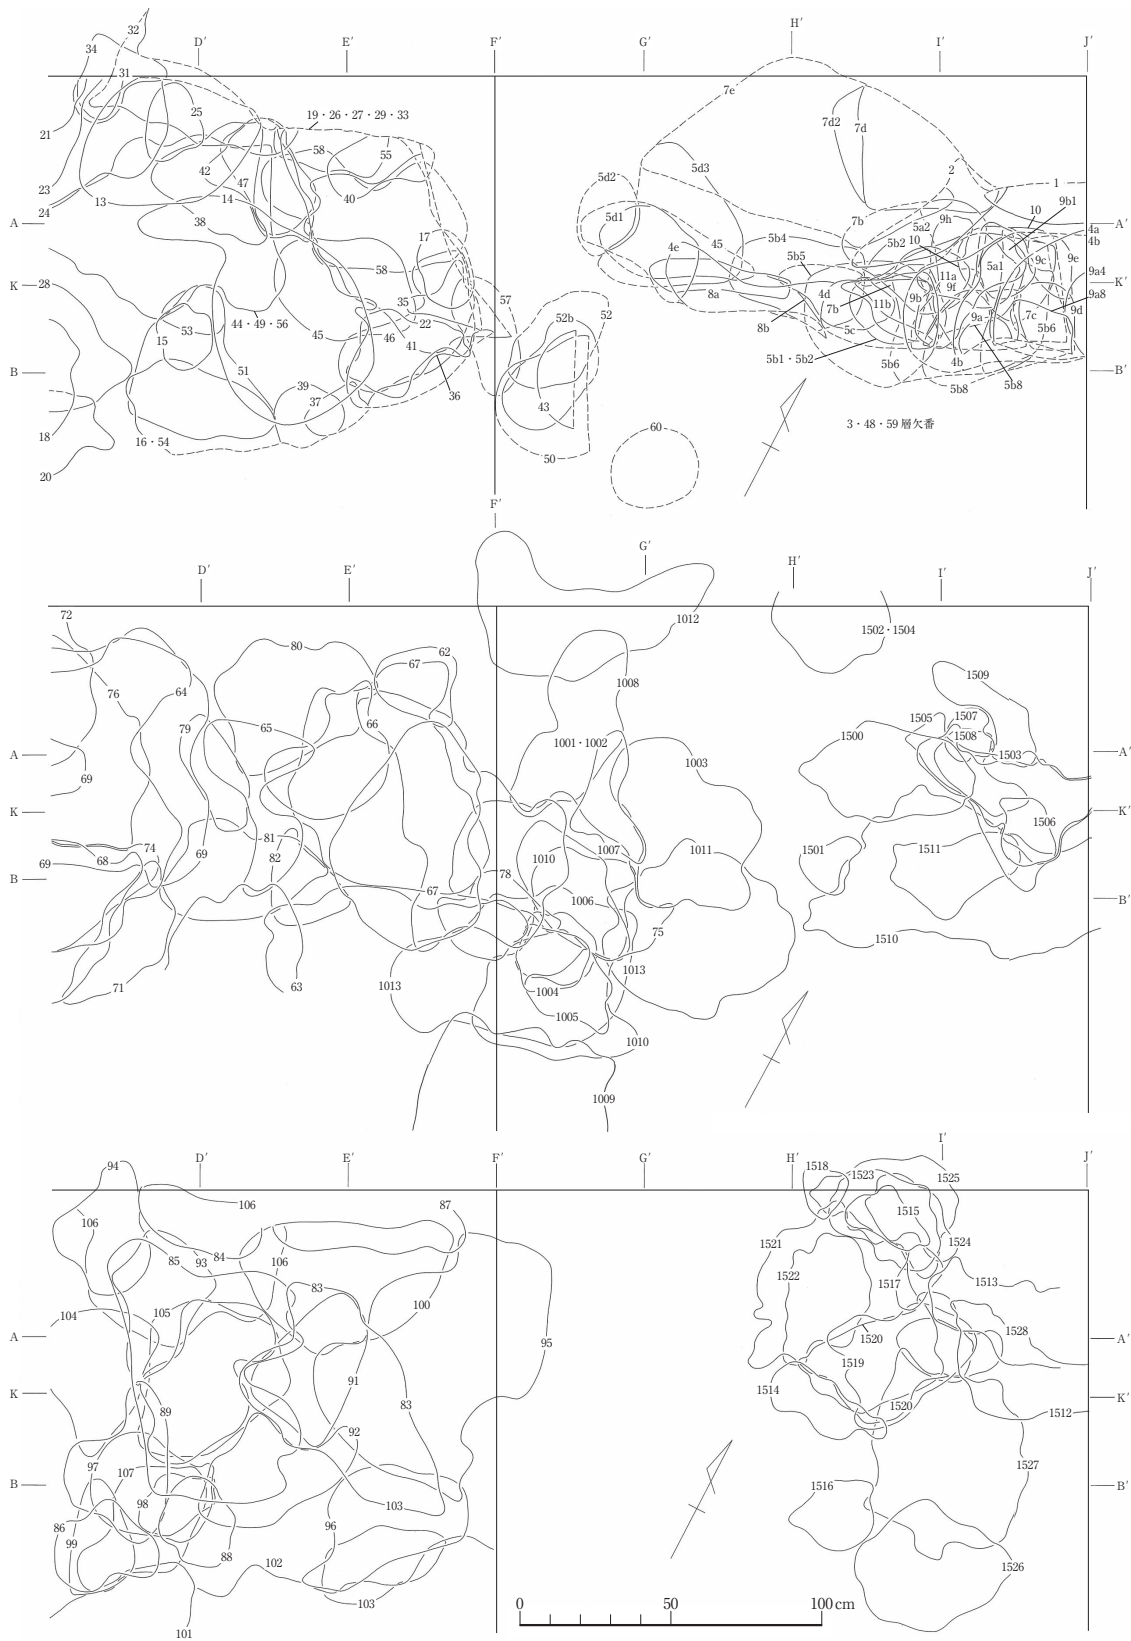 H′
D′ E′ F′ G′ I′ J′
32
34
31
7e
25
19・26・27・29・33
7d2 7d
21
58 55
5d3
42
2
5d2
47
1
23
40
9b1
13 14
10
24
5d1
38
7b 5a2 9h
A
A′
4a
17
4b
5b4
5b2 10
4e 45
9c 9e
5b5
5a1
58
11a
9a4
K
K′
28
9f
8a 4d
9a8
57
35
9b
7b 11b
9d
52
7c
22
52b
9a
44・49・56
8b 5c
5b6
53
45 46
15
41
5b1・5b2
4b
5b6
B
B′
51
39
5b8 5b8
36
37
43
3・48・59 層欠番
60
18
16・54
50
20
F′
G′
H′
D′ E′ I′ J′
72
1012
1502・1504
80
62
67
1509
1008
76 64
1507
1505
66
79 65
1500 1508
1001・1002
A
A′
1503
1003
69
K
K′
1506
81
74
1011
1501 1511
1007
69
82
68
1010
69
B
78
67
B′
1006
75
1510
1013
63
71
1013
1004
1005
1010
1009
I′
D′ E′ F′ G′ H′ J′
94
1518
1523
1525
106
87
1515
106
1521
1524
84
85 93
106
1522
1517 1513
83
100
104
105
1528
A
A′
95
1520
1519
91
K
K′
1514
83
89
1520
1512
92
97
1527
107
B
B′
1516
98
103
96
86
99
88
102
1526
103
0 50 100 cm
101